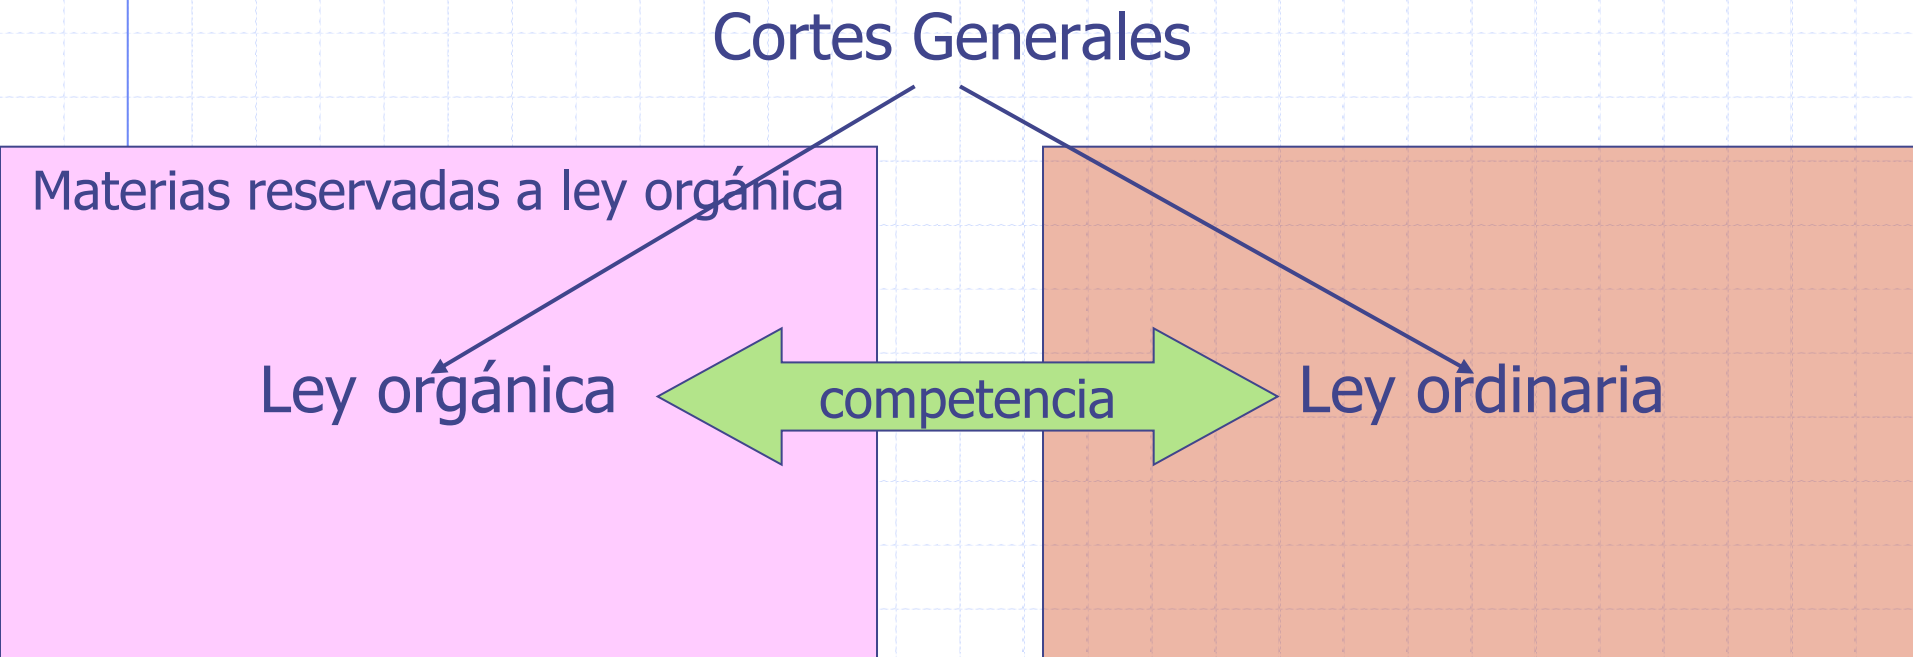 Cortes Generales
Materias reservadas a ley orgánica
Ley orgánica
competencia
Ley ordinaria